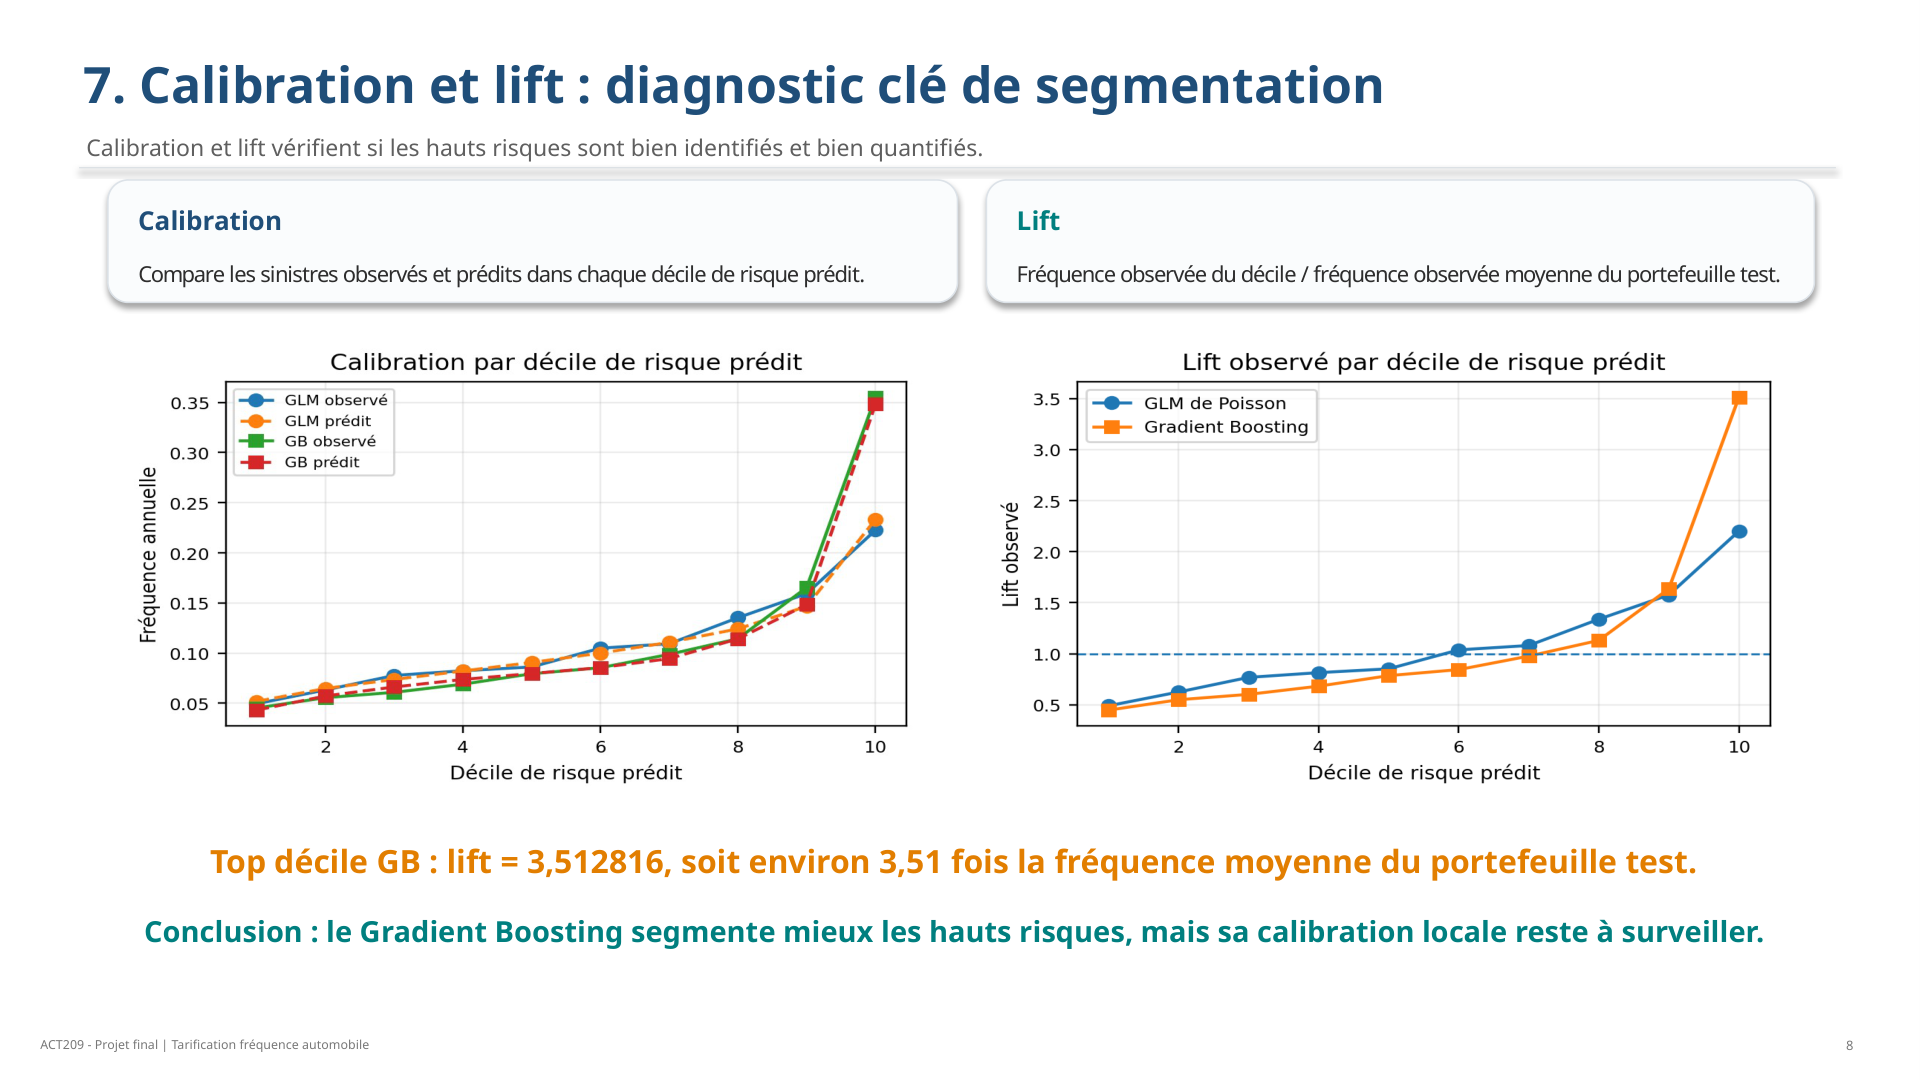 7. Calibration et lift : diagnostic clé de segmentation
Calibration et lift vérifient si les hauts risques sont bien identifiés et bien quantifiés.
Calibration
Compare les sinistres observés et prédits dans chaque décile de risque prédit.
Lift
Fréquence observée du décile / fréquence observée moyenne du portefeuille test.
Calibration par décile de risque prédit
GLM observé
GLM prédit
GB observé
GB prédit
Fréquence annuelle
0.35
0.30
0.25
0.20
0.15
0.10
0.05
2 4 6 8 10
Décile de risque prédit
Lift observé par décile de risque prédit
GLM de Poisson
Gradient Boosting
Lift observé
3.5
3.0
2.5
2.0
1.5
1.0
0.5
2 4 6 8 10
Décile de risque prédit
Top décile GB : lift = 3,512816, soit environ 3,51 fois la fréquence moyenne du portefeuille test.
Conclusion : le Gradient Boosting segmente mieux les hauts risques, mais sa calibration locale reste à surveiller.
ACT209 - Projet final | Tarification fréquence automobile
8